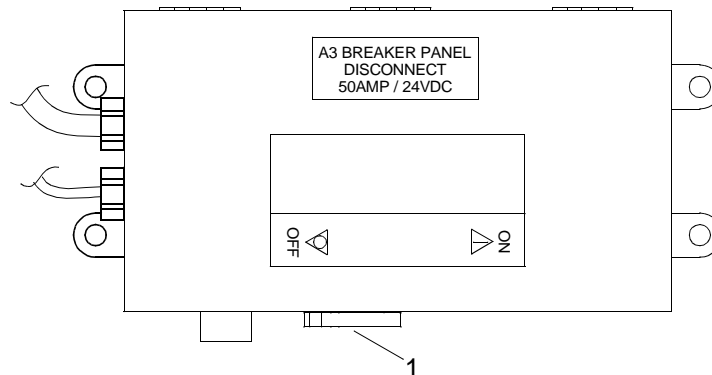 A3 BREAKER PANEL
DISCONNECT
50AMP / 24VDC
OFF
ON
1